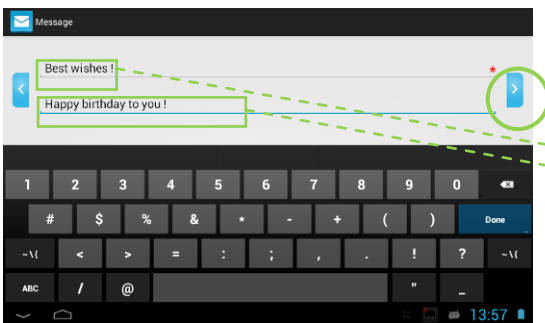 Message
Best wishes !
*
Happy birthday to you !
<
>
1 2 3 4 5 6 7 8 9 0
# $ % & * - + ( ) Done
~\{ < > = : ; , . ! ? ~\{
ABC / @ " _
13:57